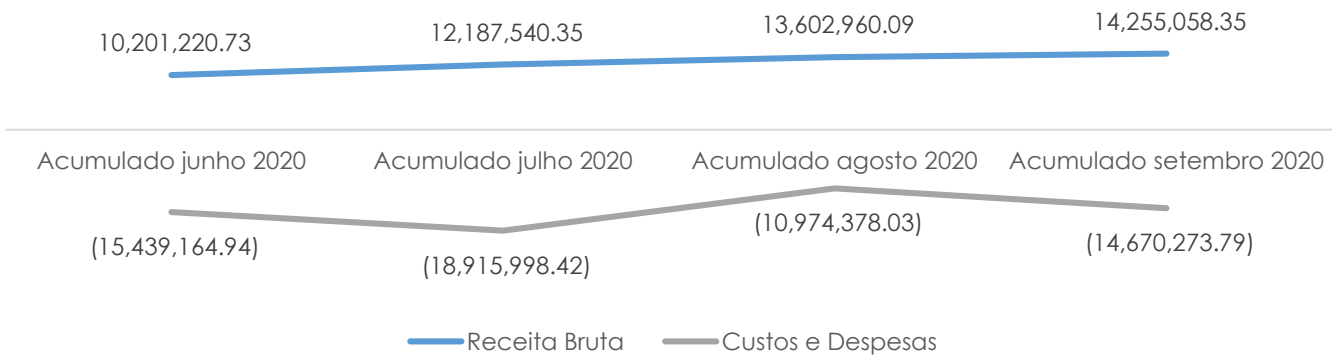 10,201,220.73 12,187,540.35 13,602,960.09 14,255,058.35
Acumulado junho 2020 Acumulado julho 2020 Acumulado agosto 2020 Acumulado setembro 2020
(15,439,164.94) (18,915,998.42) (10,974,378.03) (14,670,273.79)
Receita Bruta Custos e Despesas